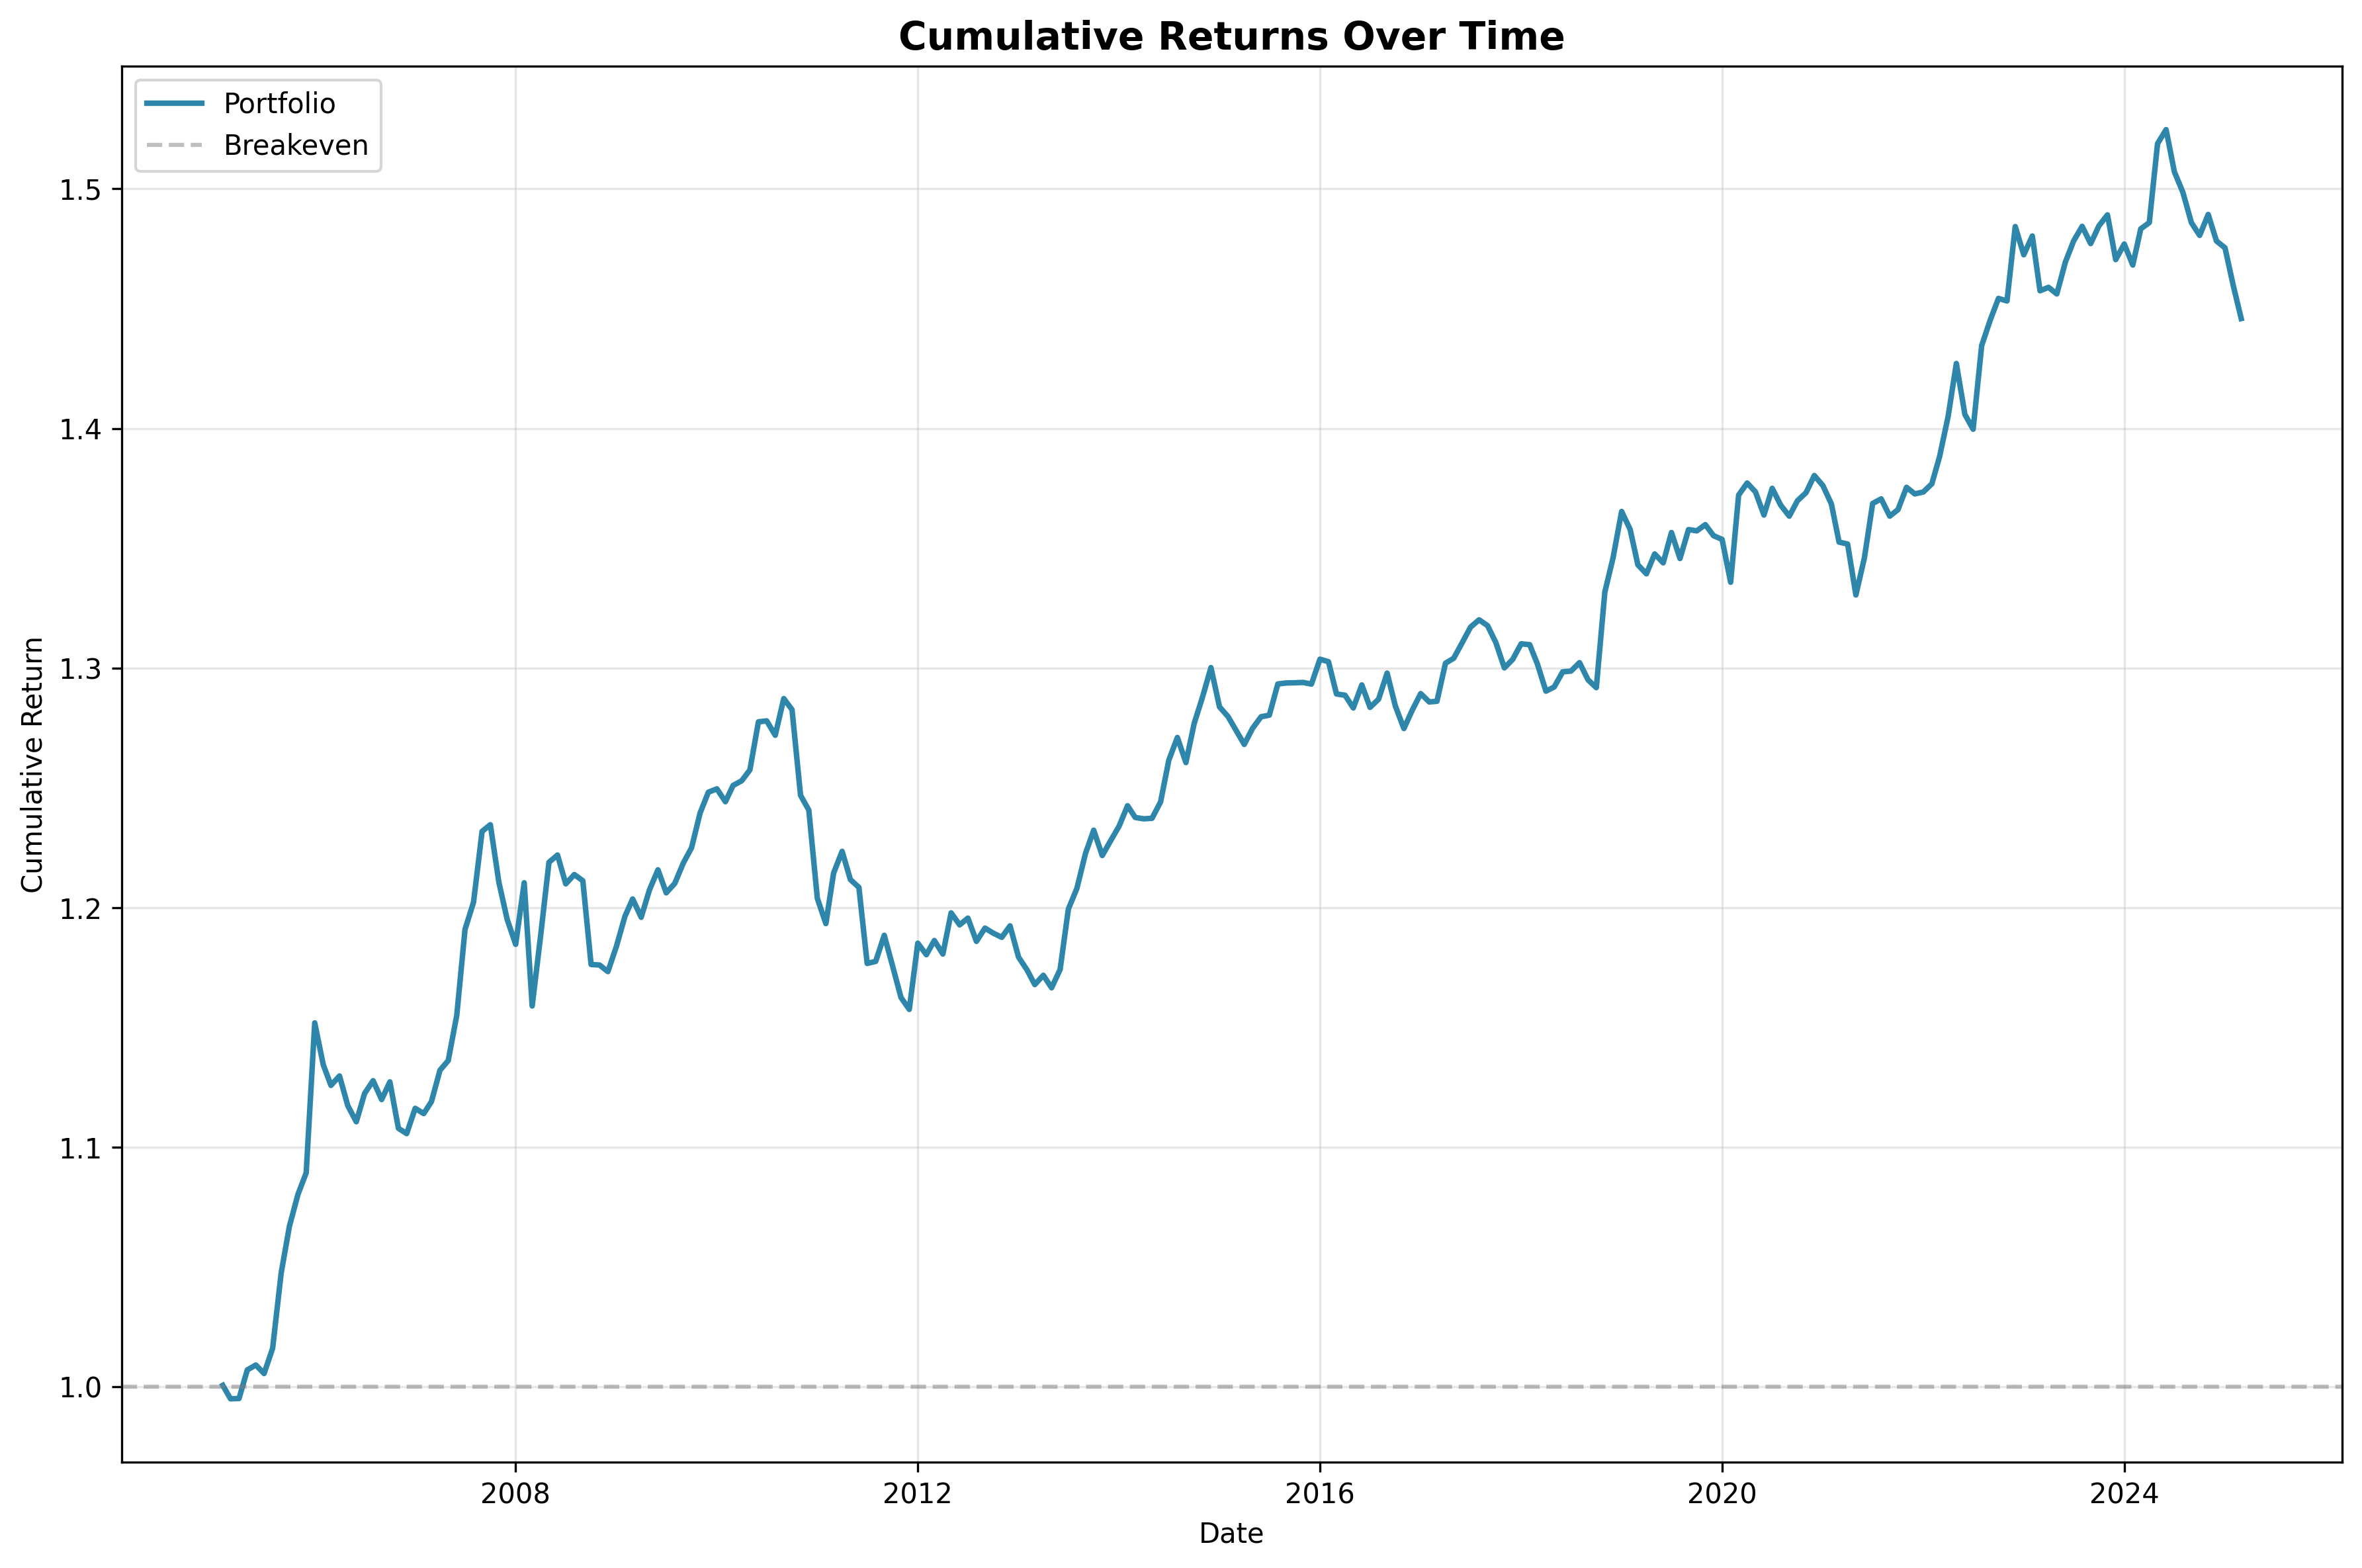 Cumulative Returns Over Time
Portfolio
Breakeven
1.5
1.4
1.3
1.2
1.1
1.0
Cumulative Return
2008
2012
2016
2020
2024
Date